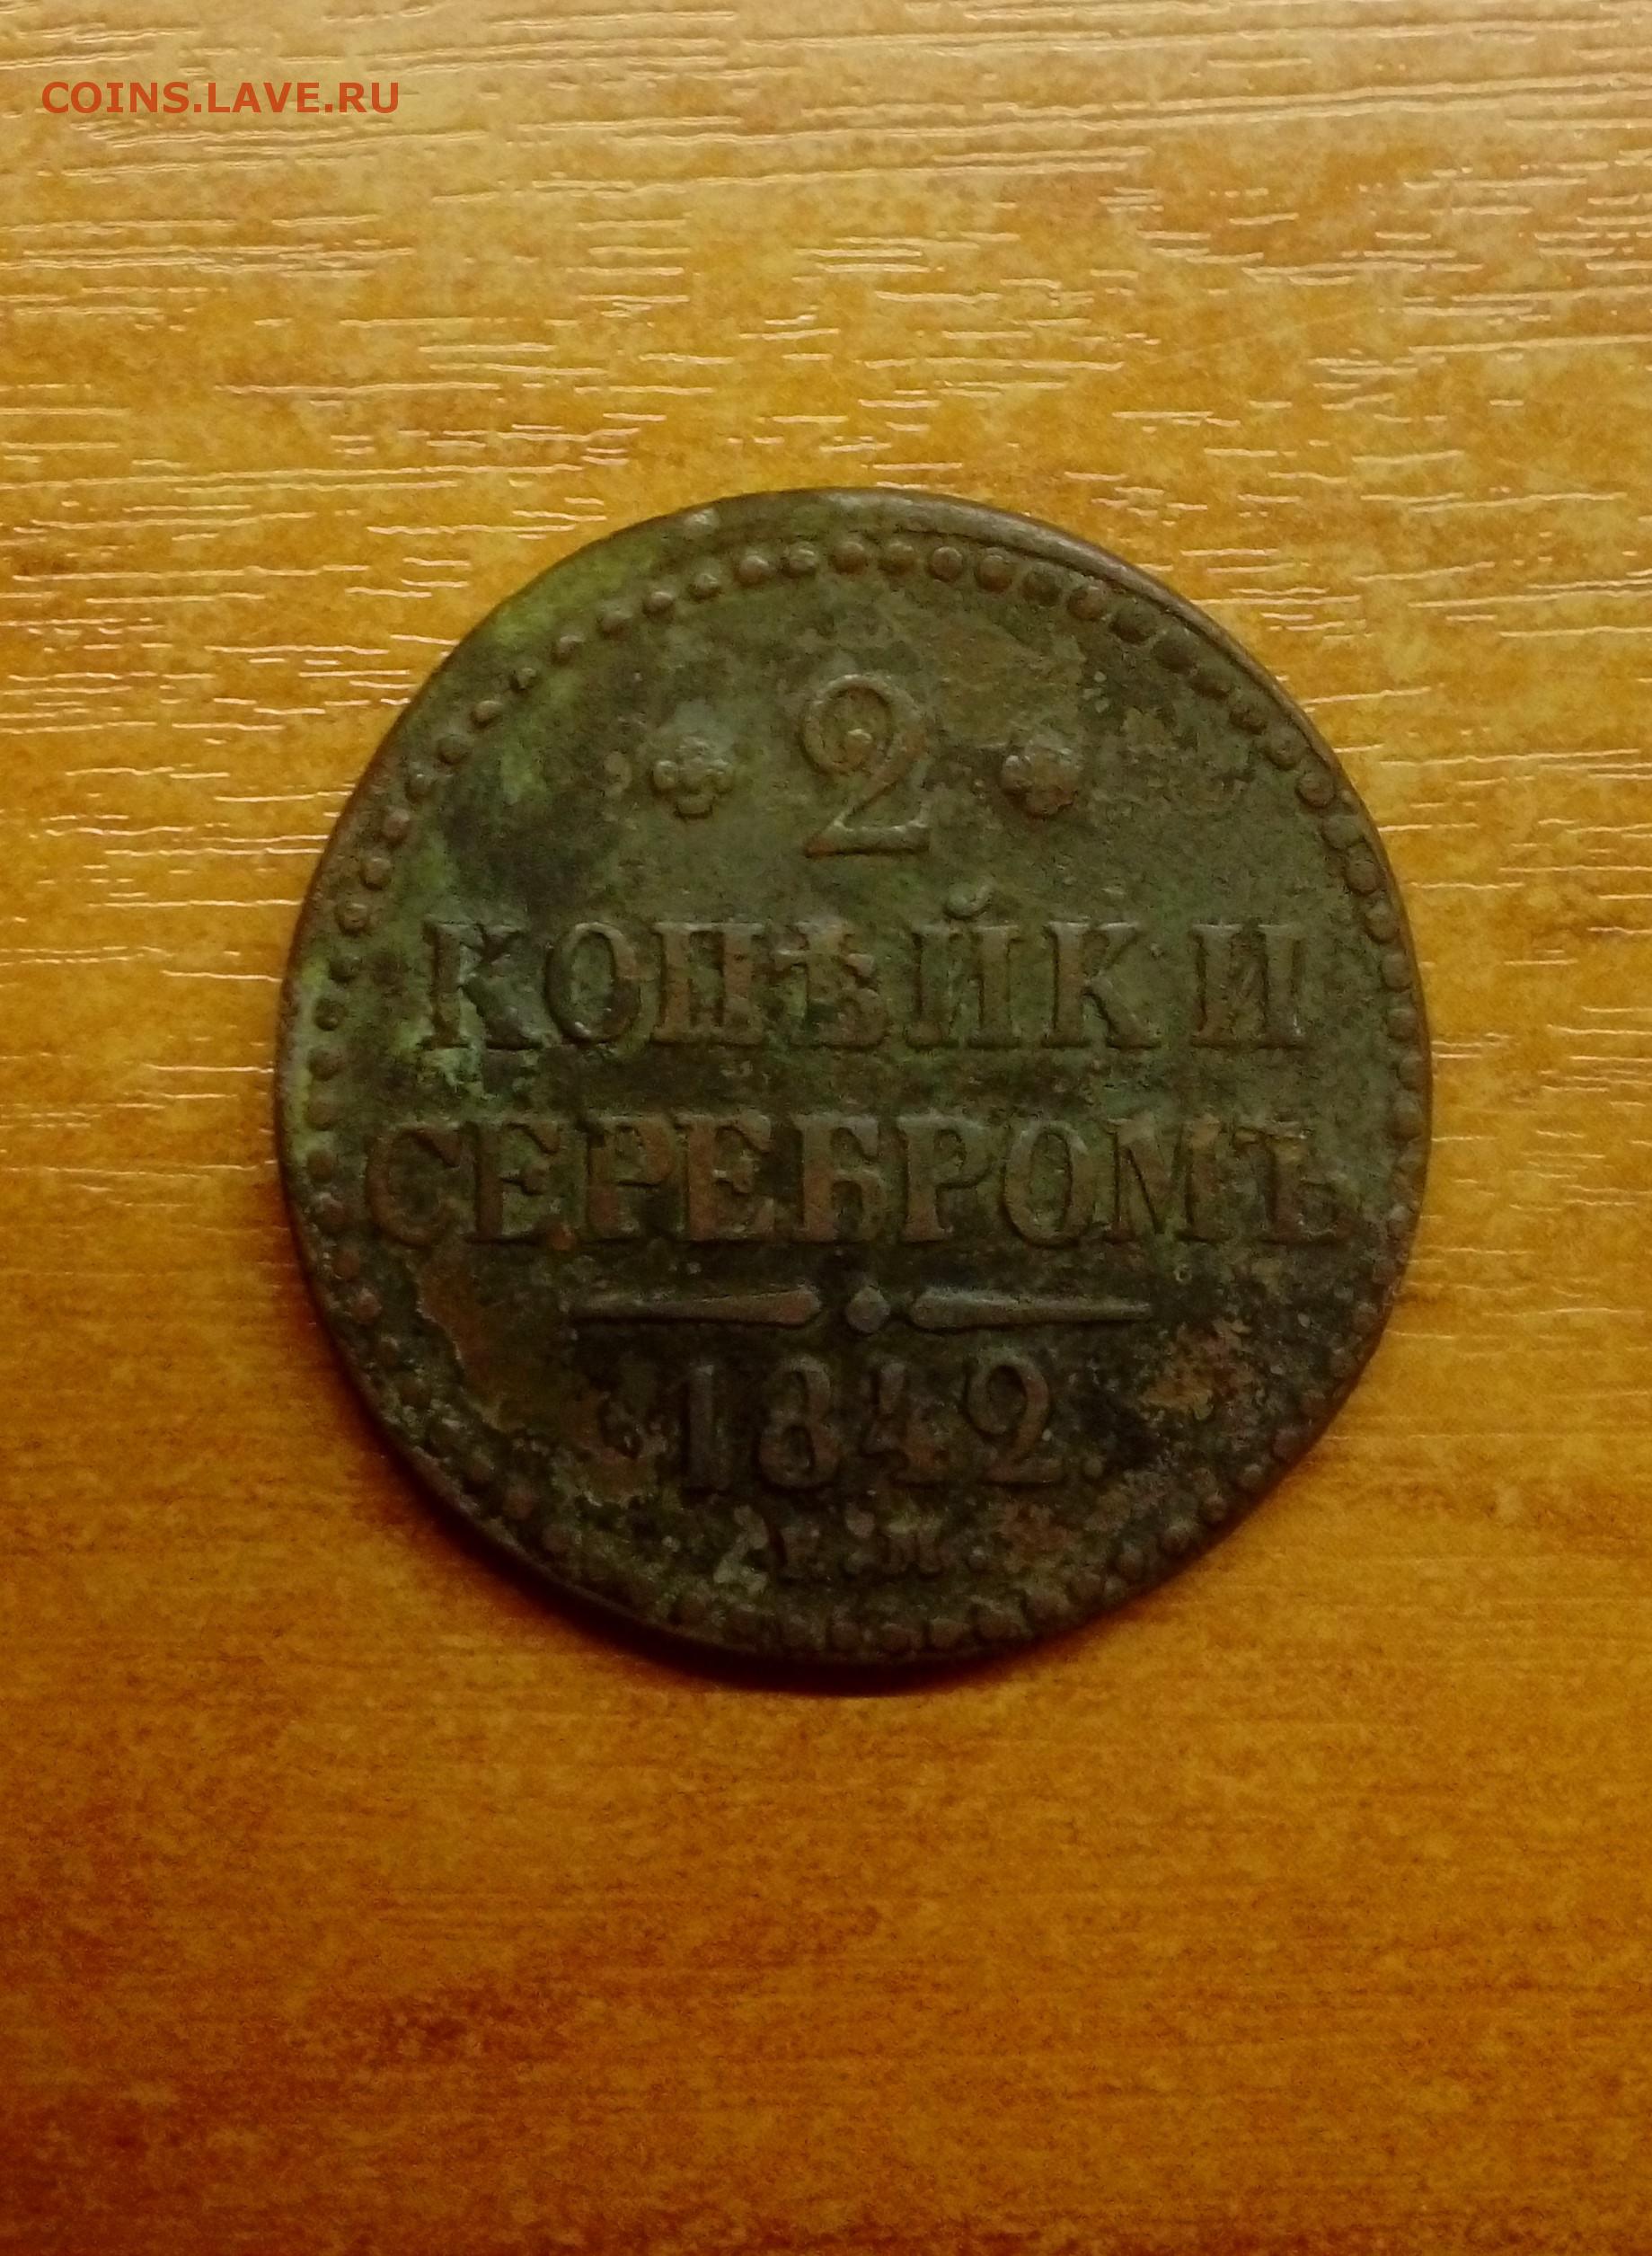 COINS.LAVE.RU
2
КОПѢЙКИ
СЕРЕБРОМЪ
1842.
Е.М.